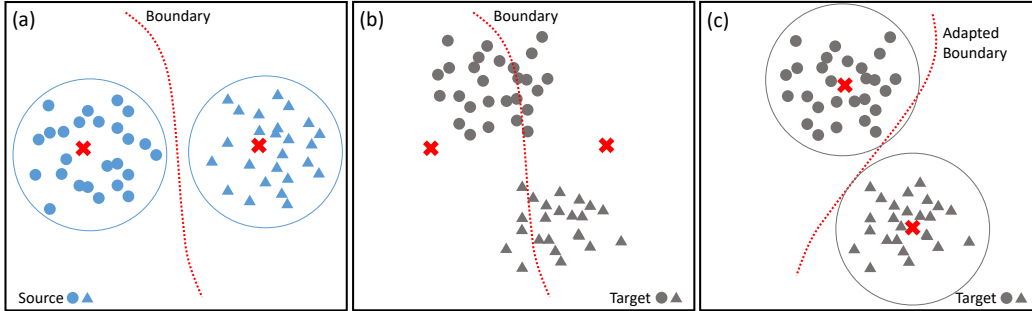 (a)
Boundary
Source
(b)
Boundary
Target
(c)
Adapted
Boundary
Target